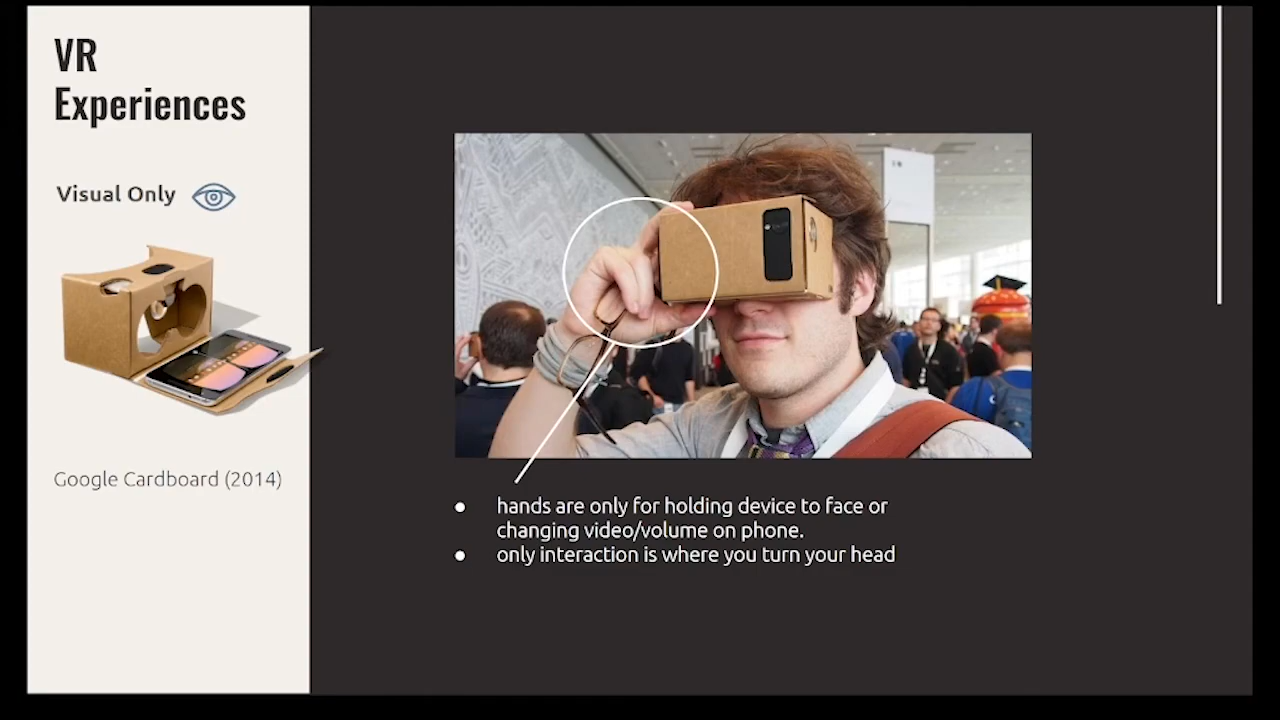 VR
Experiences
Visual Only
Google Cardboard (2014)
● hands are only for holding device to face or
changing video/volume on phone.
● only interaction is where you turn your head